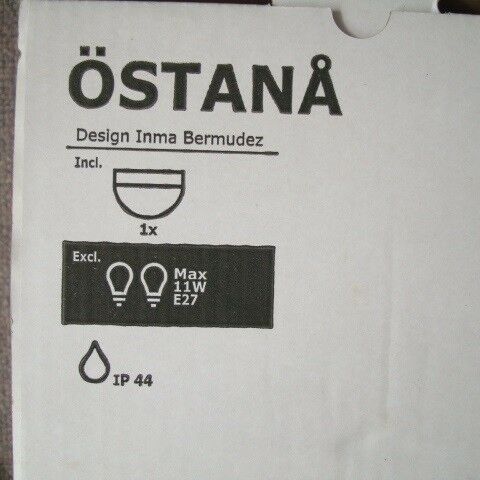 ÖSTANÅ
Design Inma Bermudez
Incl.
1x
Excl.
Max
11W
E27
IP 44